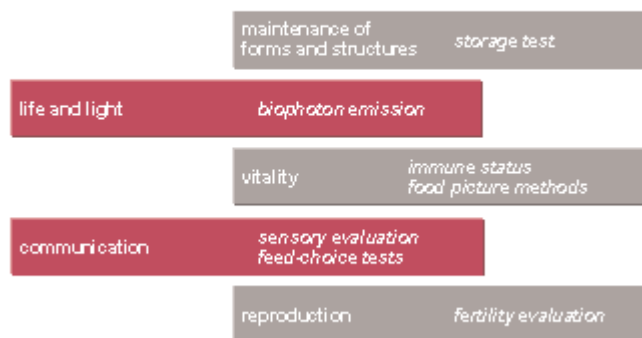 maintenance of
forms and structures storage test
life and light biophoton emission
vitality immune status
food picture methods
communication sensory evaluation
feed-choice tests
reproduction fertility evaluation